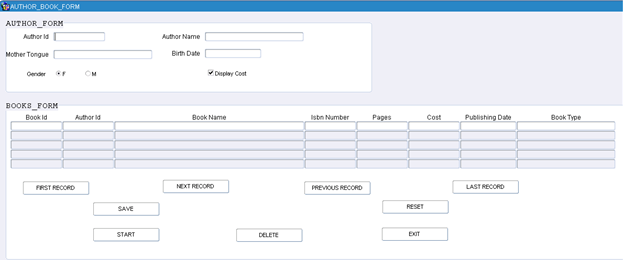 AUTHOR_BOOK_FORM
AUTHOR_FORM
Author Id Author Name
Mother Tongue Birth Date
Gender F M Display Cost
BOOKS_FORM
Book Id Author Id Book Name Isbn Number Pages Cost Publishing Date Book Type
FIRST RECORD NEXT RECORD PREVIOUS RECORD LAST RECORD
SAVE RESET
START DELETE EXIT